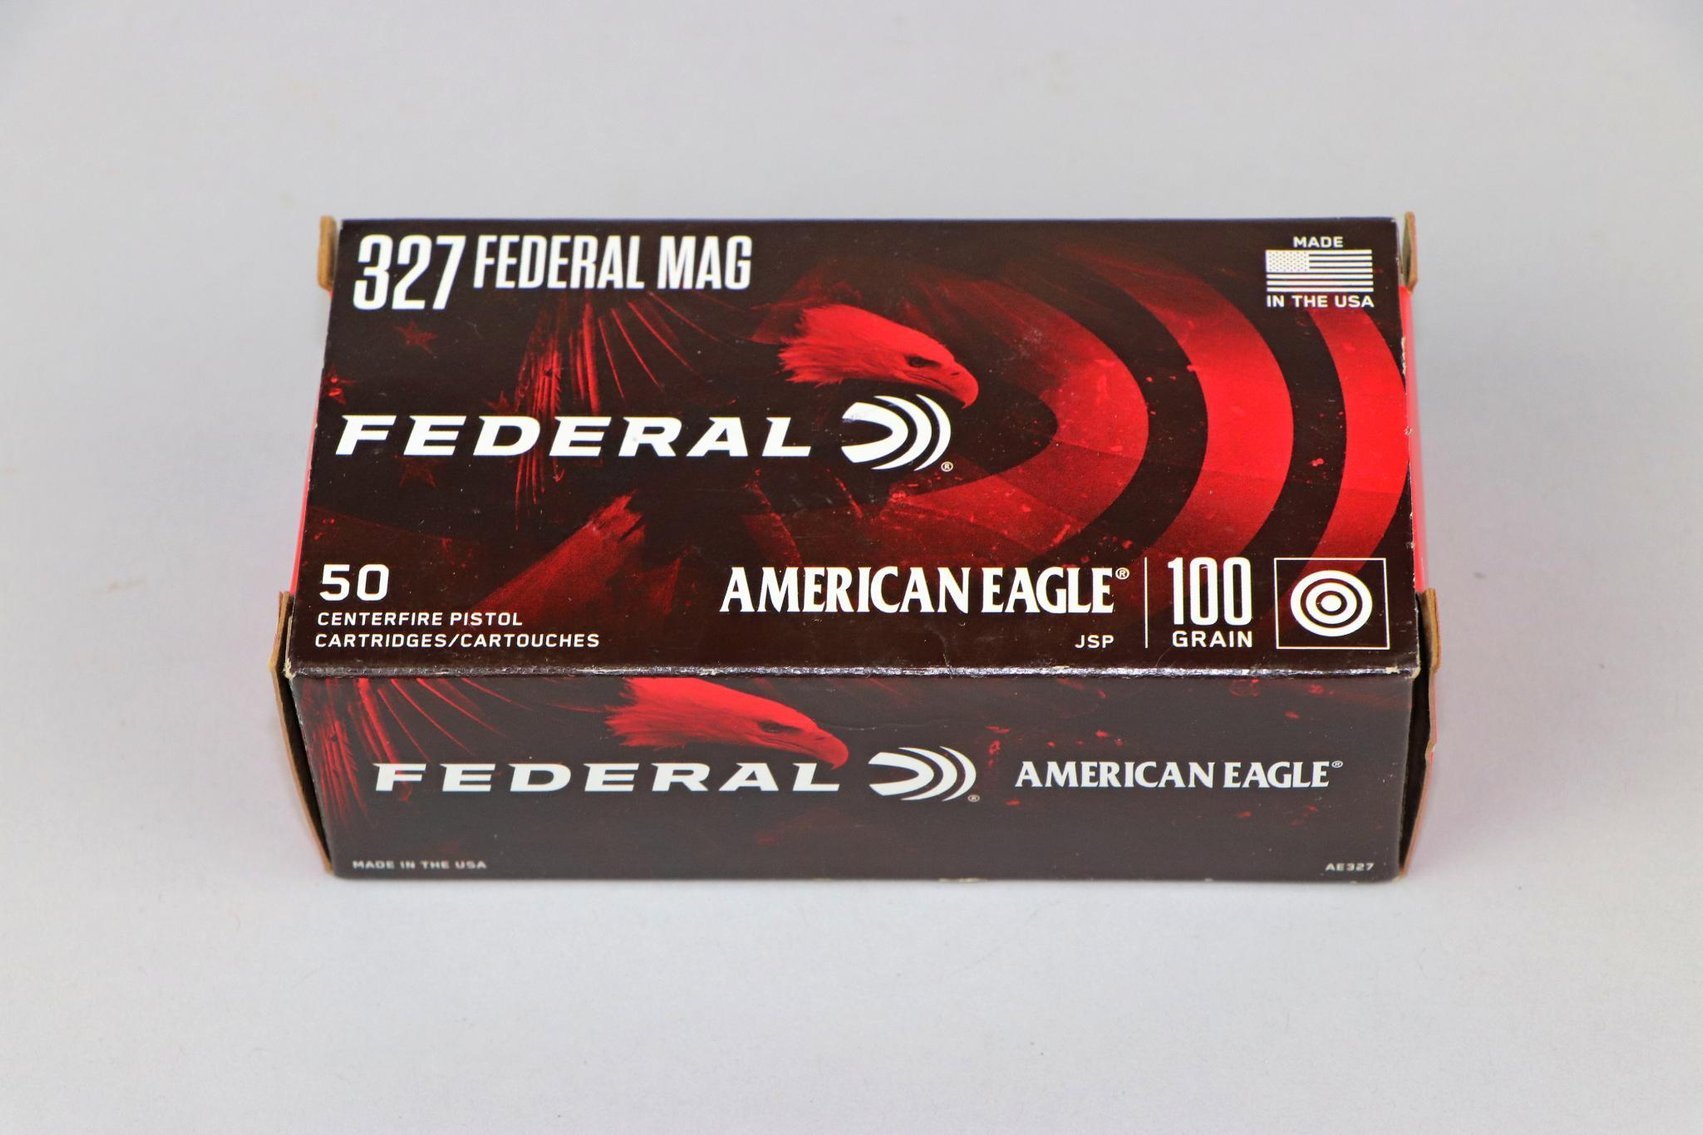 327 FEDERAL MAG
MADE
IN THE USA
FEDERAL ®
50
CENTERFIRE PISTOL
CARTRIDGES/CARTOUCHES
AMERICAN EAGLE®
JSP
100
GRAIN
FEDERAL ® AMERICAN EAGLE®
MADE IN THE USA
AE327